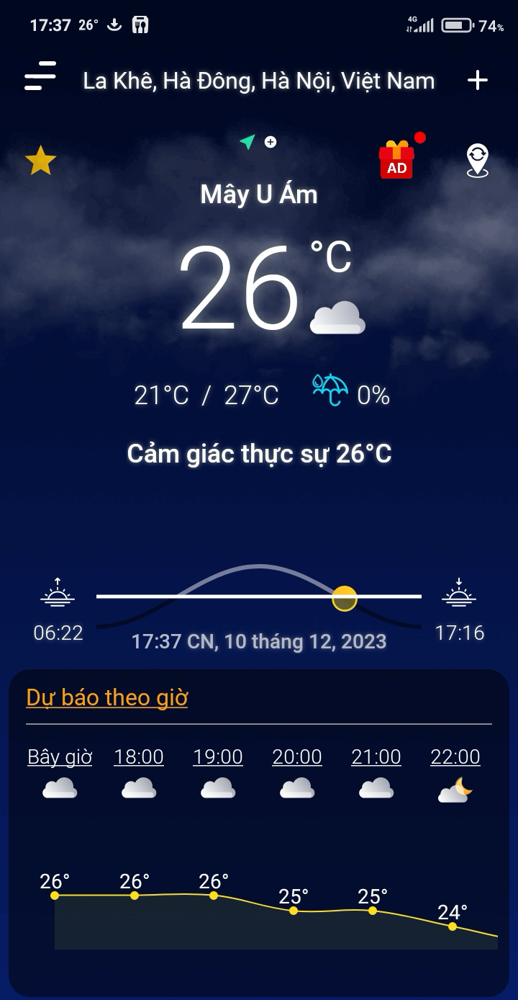 17:37 26° 4G 74%
La Khê, Hà Đông, Hà Nội, Việt Nam
AD
Mây U Ám
26 °C
21°C / 27°C 0%
Cảm giác thực sự 26°C
06:22 17:16
17:37 CN, 10 tháng 12, 2023
Dự báo theo giờ
Bây giờ 18:00 19:00 20:00 21:00 22:00
26° 26° 26° 25° 25° 24°